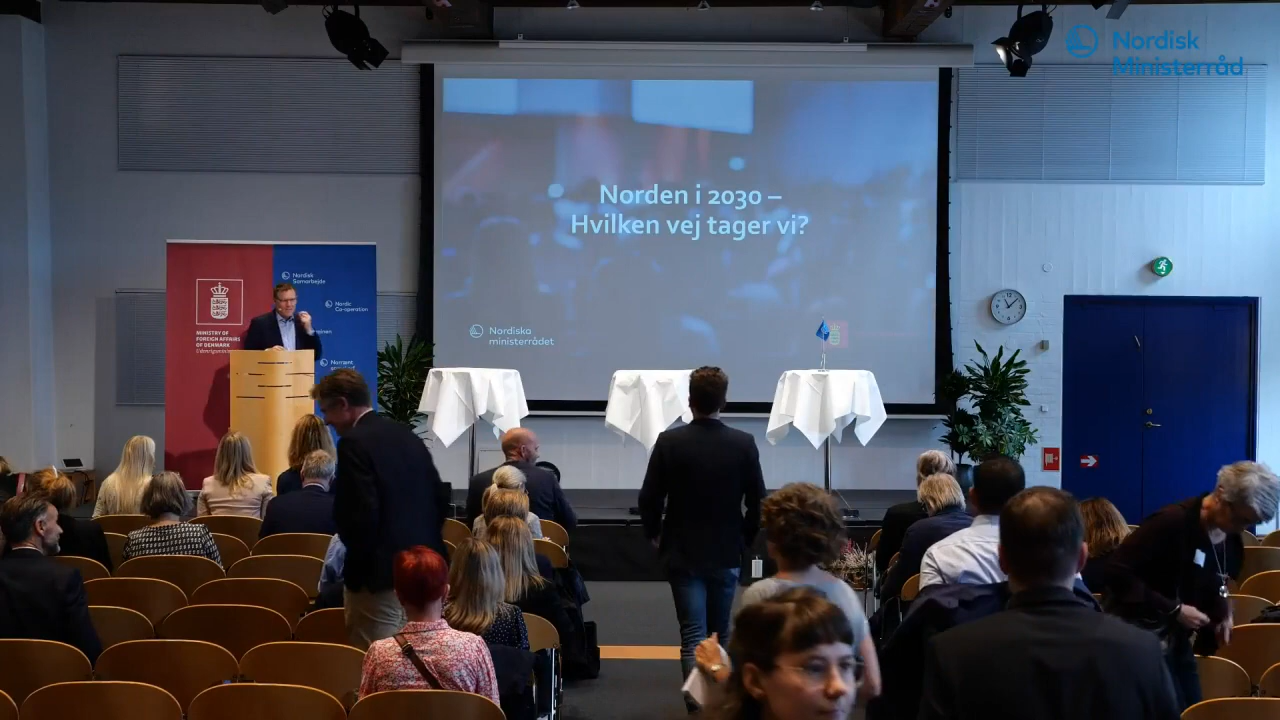 Nordisk
Ministerråd
Norden i 2030 –
Hvilken vej tager vi?
Nordiska
ministerrådet
MINISTRY OF
FOREIGN AFFAIRS
OF DENMARK
Nordisk
Samarbejde
Nordic
Co-operation
Norrænt